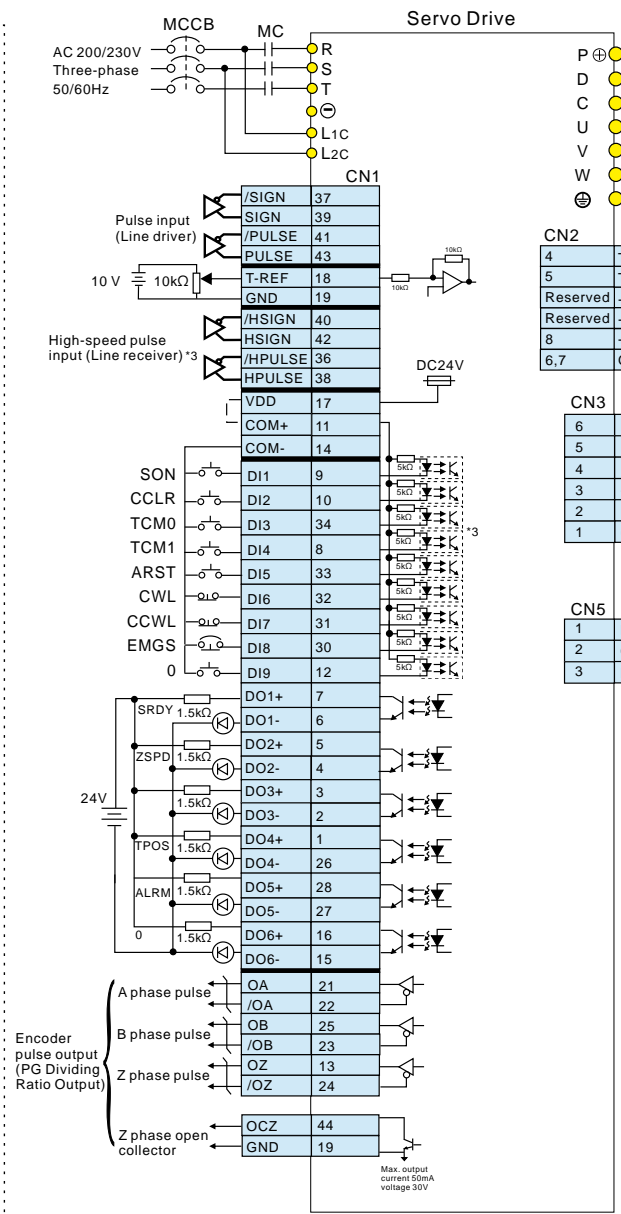 Servo Drive
MCCB
MC
AC 200/230V
Three-phase
50/60Hz
R
S
T
⊖
L1C
L2C
P ⊕
D
C
U
V
W
CN1
/SIGN 37
SIGN 39
/PULSE 41
PULSE 43
T-REF 18
GND 19
/HSIGN 40
HSIGN 42
/HPULSE 36
HPULSE 38
VDD 17
COM+ 11
COM- 14
DI1 9
DI2 10
DI3 34
DI4 8
DI5 33
DI6 32
DI7 31
DI8 30
DI9 12
DO1+ 7
DO1- 6
DO2+ 5
DO2- 4
DO3+ 3
DO3- 2
DO4+ 1
DO4- 26
DO5+ 28
DO5- 27
DO6+ 16
DO6- 15
OA 21
/OA 22
OB 25
/OB 23
OZ 13
/OZ 24
OCZ 44
GND 19
Pulse input
(Line driver)
10 V
10kΩ
10kΩ
10kΩ
High-speed pulse
input (Line receiver) *3
DC24V
SON
CCLR
TCM0
TCM1
ARST
CWL
CCWL
EMGS
0
5kΩ
5kΩ
5kΩ
5kΩ
5kΩ
5kΩ
5kΩ
5kΩ
5kΩ
*3
24V
SRDY 1.5kΩ
ZSPD 1.5kΩ
1.5kΩ
TPOS 1.5kΩ
ALRM 1.5kΩ
0 1.5kΩ
Encoder
pulse output
(PG Dividing
Ratio Output)
A phase pulse
B phase pulse
Z phase pulse
Z phase open
collector
Max. output
current 50mA
voltage 30V
CN2
4
5
Reserved
Reserved
8
6,7
CN3
6
5
4
3
2
1
CN5
1
2
3